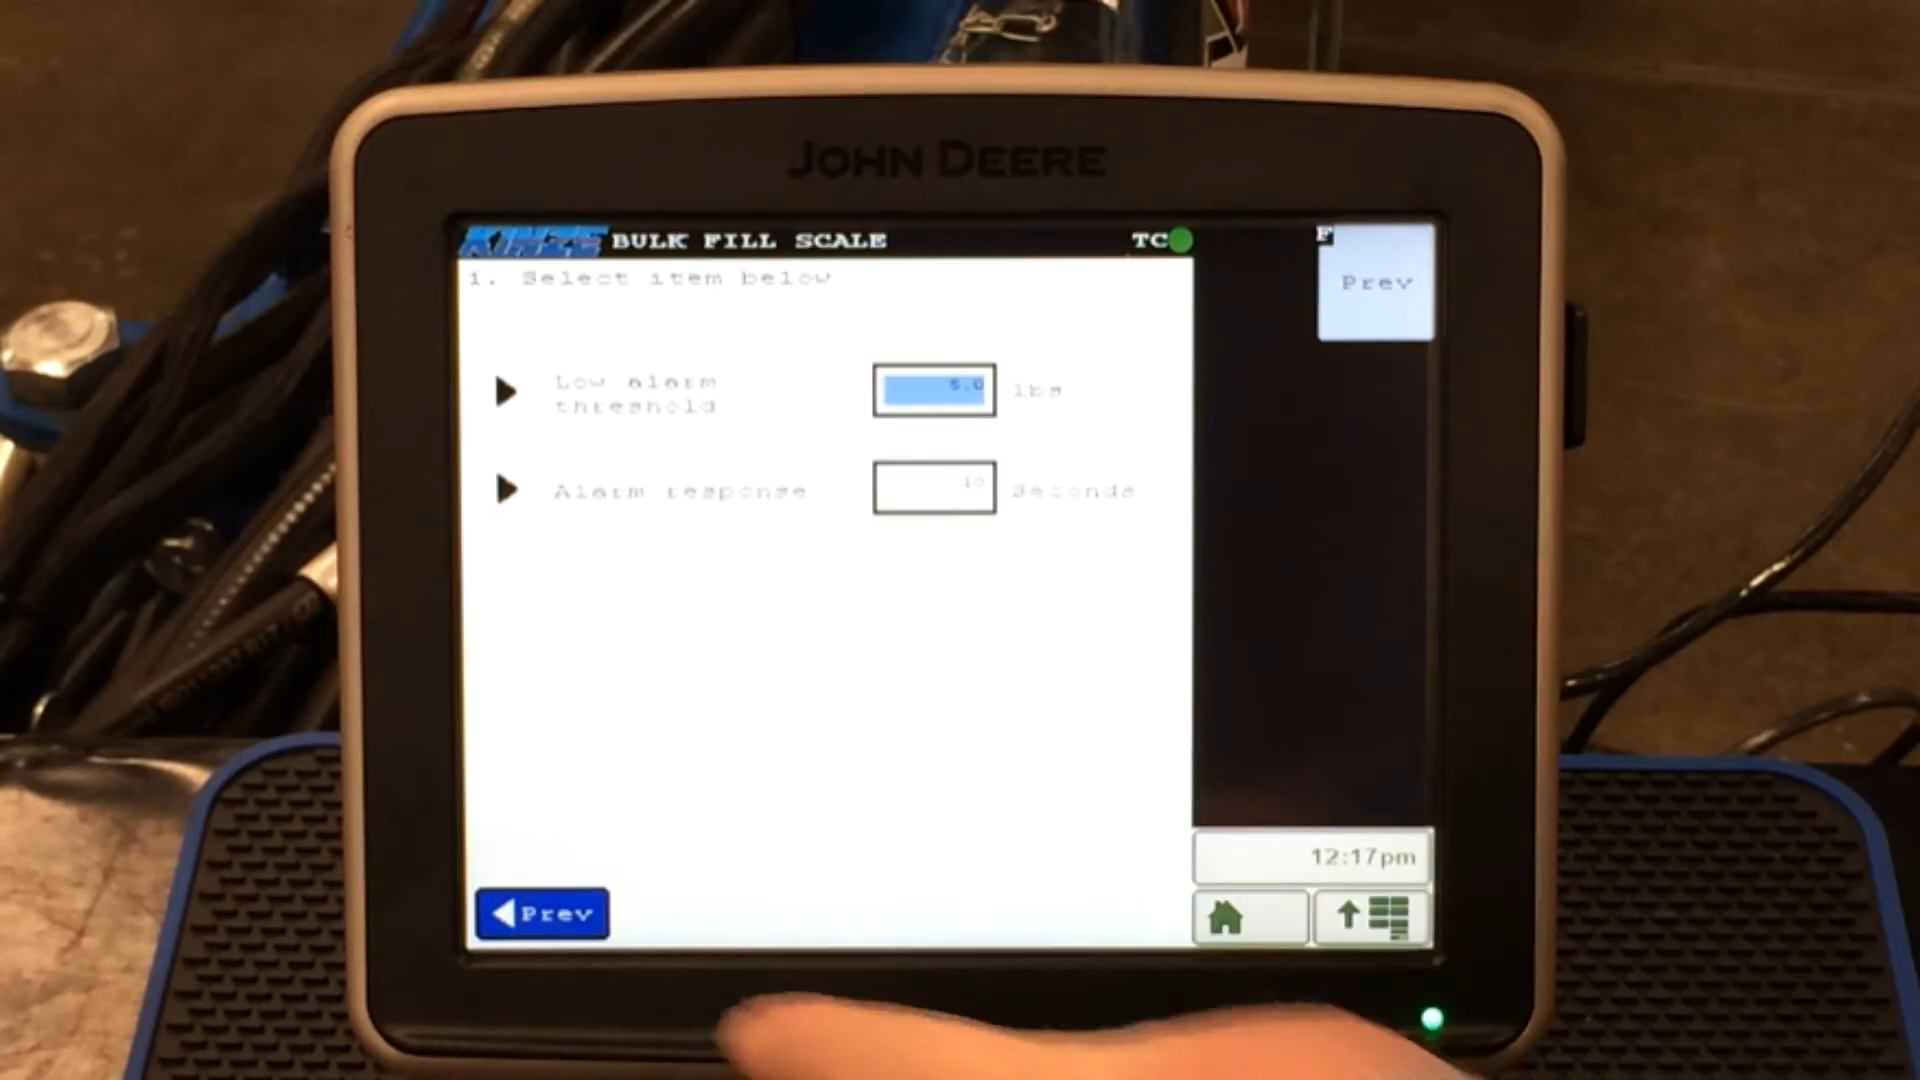 JOHN DEERE
KINZE BULK FILL SCALE TC
F
Prev
1. Select item below
Low alarm
threshold
5.0 lbs
Alarm response 10 Seconds
12:17pm
Prev